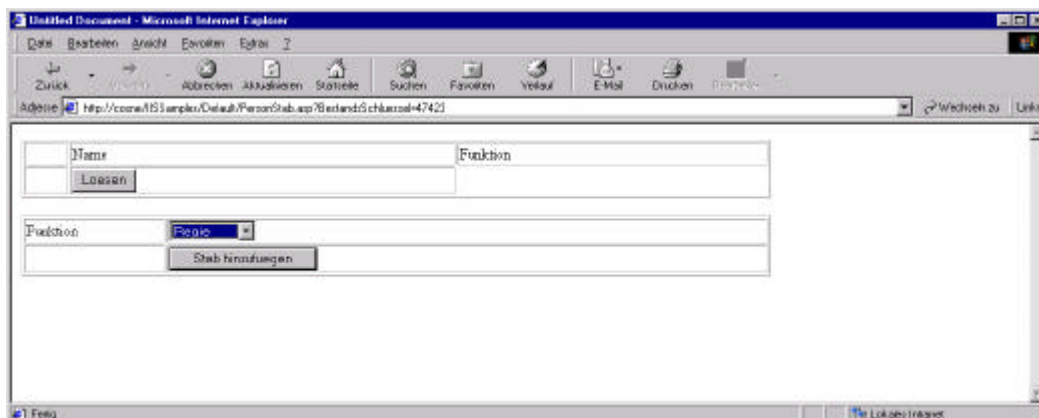 Untitled Document - Microsoft Internet Explorer
Datei Bearbeiten Ansicht Favoriten Extras ?
Zurück Abbrechen Aktualisieren Startseite Suchen Favoriten Verlauf E-Mail Drucken
Adresse Wechseln zu Links
Name Funktion
Loesen
Funktion Regie
Stab hinzufuegen
Fertig Lokales Intranet